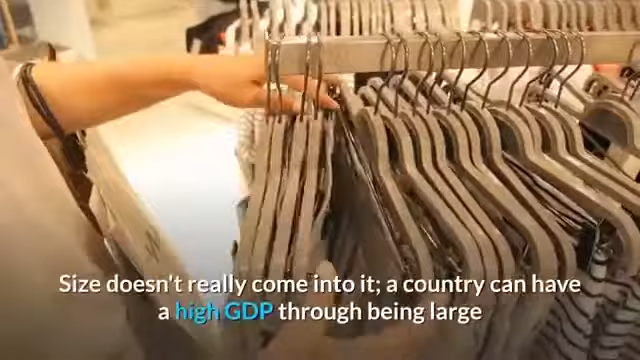 Size doesn't really come into it; a country can have
a high GDP through being large